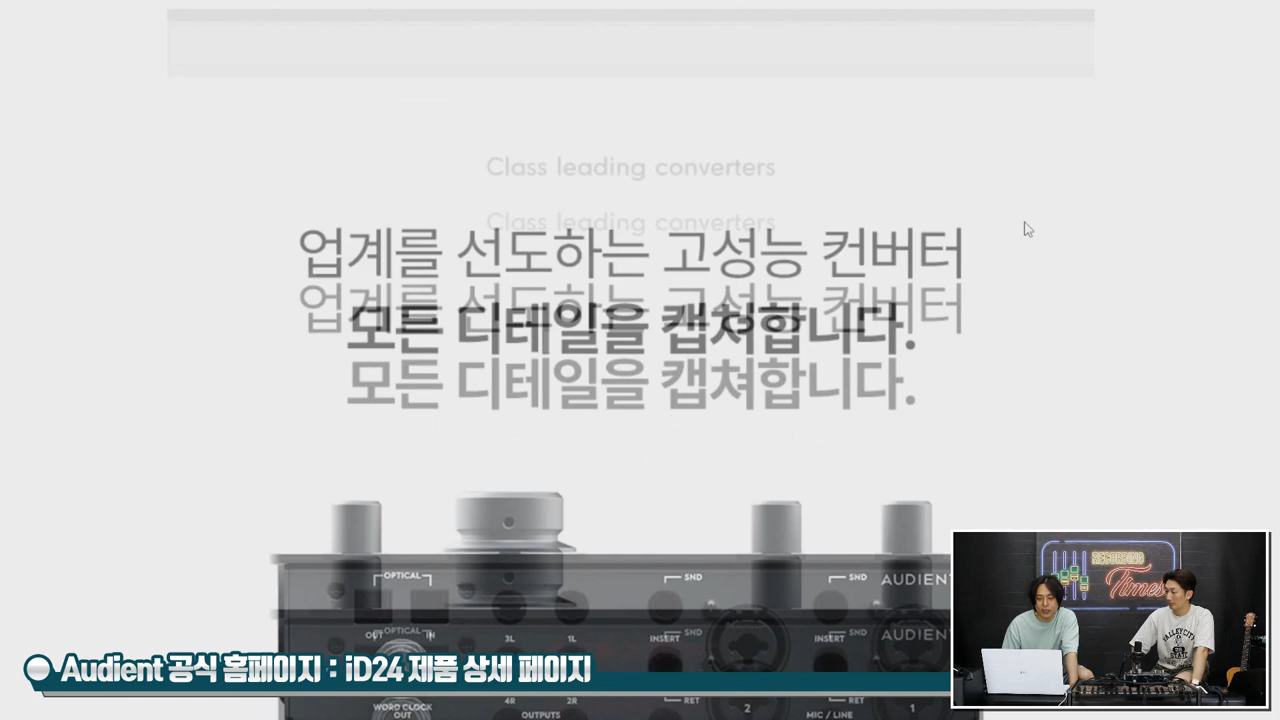 Class leading converters
Class leading converters
업계를 선도하는 고성능 컨버터
업계를 선도하는 고성능 컨버터
모든 디테일을 캡쳐합니다.
모든 디테일을 캡쳐합니다.
OPTICAL
SND
SND
AUDIENT
OUT
OPTICAL
IN
3L
1L
INSERT
SND
INSERT
SND
AUDIENT
Audient 공식 홈페이지 : iD24 제품 상세 페이지
WORD CLOCK
OUT
4R
2R
OUTPUTS
RET
2
MIC / LINE
RET
1
RECORDING
Times
VALLEY CITY